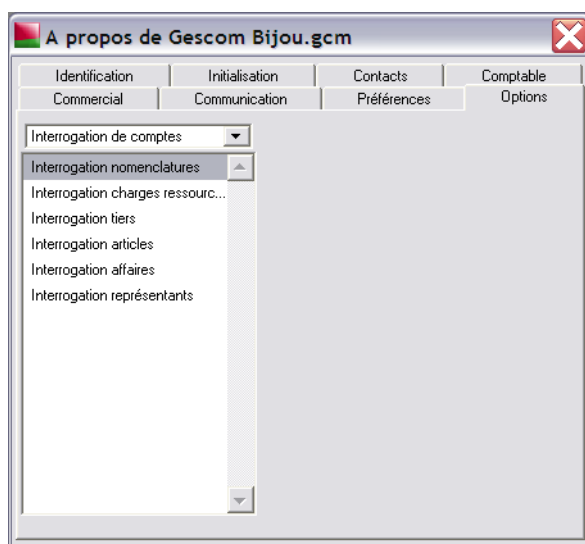 A propos de Gescom Bijou.gcm
Identification Initialisation Contacts Comptable
Commercial Communication Préférences Options
Interrogation de comptes
Interrogation nomenclatures
Interrogation charges ressourc...
Interrogation tiers
Interrogation articles
Interrogation affaires
Interrogation représentants